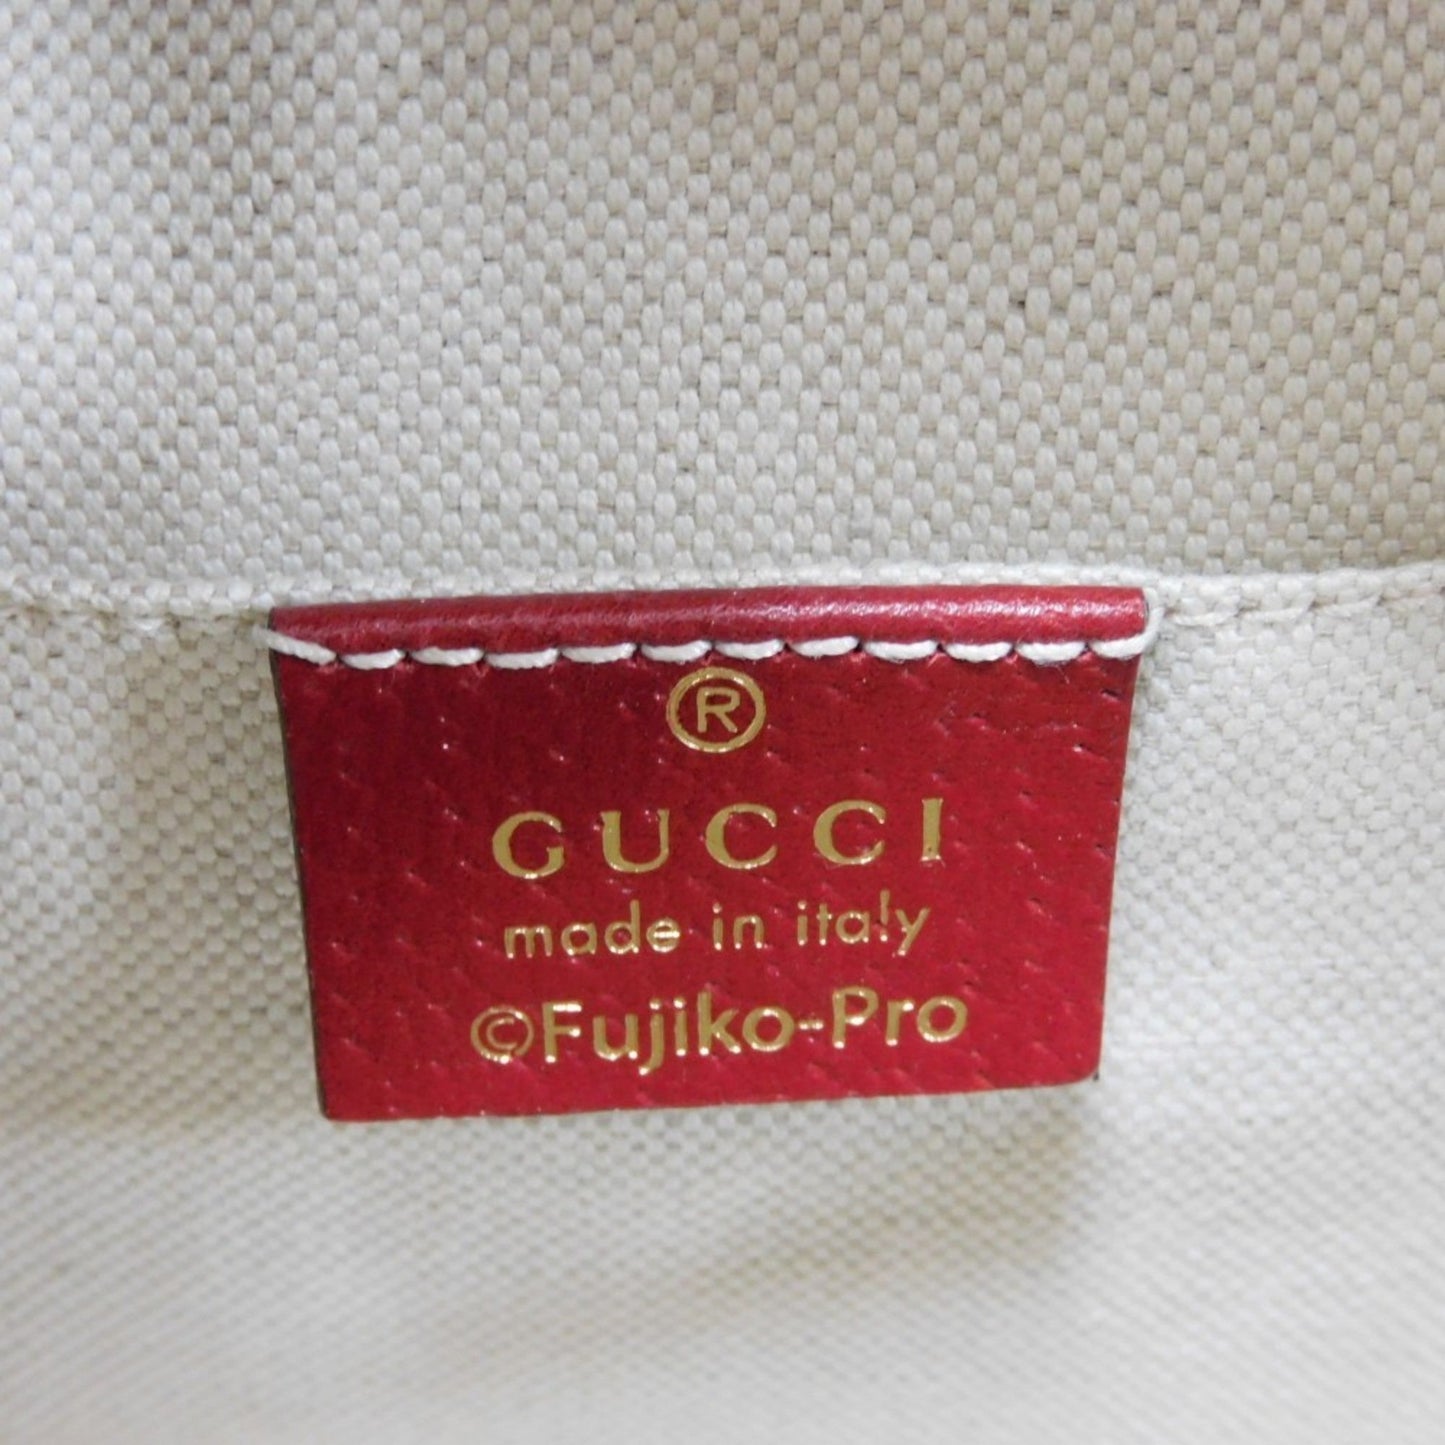 ®
GUCCI
made in italy
©Fujiko-Pro